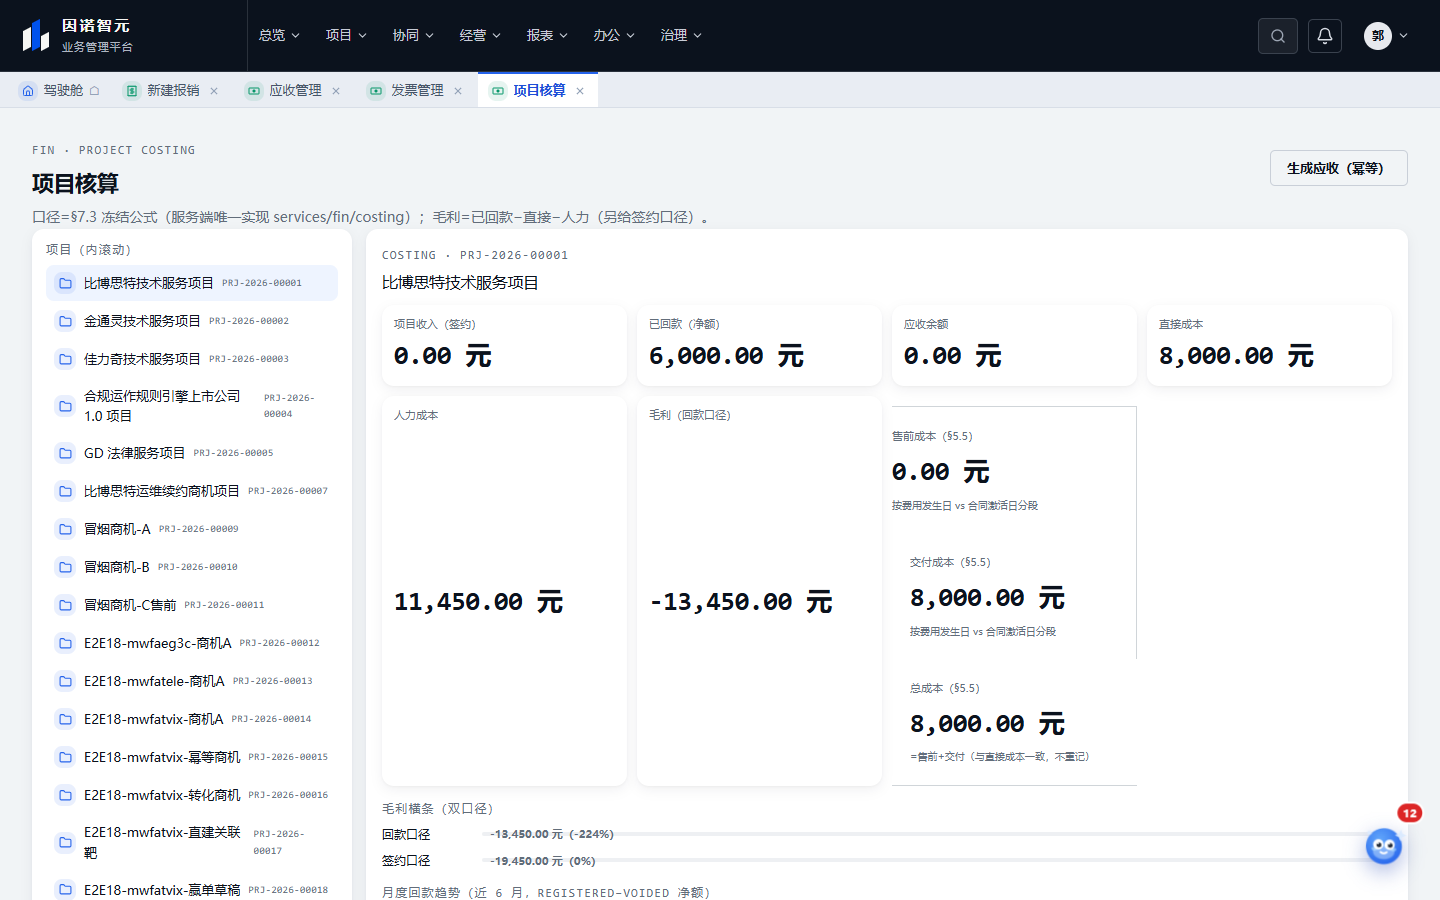 因诺智元
业务管理平台
总览 项目 协同 经营 报表 办公 治理
郭
驾驶舱 新建报销 应收管理 发票管理 项目核算
FIN · PROJECT COSTING
项目核算
生成应收（幂等）
口径=§7.3 冻结公式（服务端唯一实现 services/fin/costing）；毛利=已回款−直接−人力（另给签约口径）。
项目（内滚动）
比博思特技术服务项目 PRJ-2026-00001
金通灵技术服务项目 PRJ-2026-00002
佳力奇技术服务项目 PRJ-2026-00003
合规运作规则引擎上市公司 1.0 项目 PRJ-2026-00004
GD 法律服务项目 PRJ-2026-00005
比博思特运维续约商机项目 PRJ-2026-00007
冒烟商机-A PRJ-2026-00009
冒烟商机-B PRJ-2026-00010
冒烟商机-C售前 PRJ-2026-00011
E2E18-mwfaeg3c-商机A PRJ-2026-00012
E2E18-mwfatele-商机A PRJ-2026-00013
E2E18-mwfatvix-商机A PRJ-2026-00014
E2E18-mwfatvix-幂等商机 PRJ-2026-00015
E2E18-mwfatvix-转化商机 PRJ-2026-00016
E2E18-mwfatvix-直建关联靶 PRJ-2026-00017
E2E18-mwfatvix-赢单草稿 PRJ-2026-00018
COSTING · PRJ-2026-00001
比博思特技术服务项目
项目收入（签约）
0.00 元
已回款（净额）
6,000.00 元
应收余额
0.00 元
直接成本
8,000.00 元
人力成本
11,450.00 元
毛利（回款口径）
-13,450.00 元
售前成本（§5.5）
0.00 元
按费用发生日 vs 合同激活日分段
交付成本（§5.5）
8,000.00 元
按费用发生日 vs 合同激活日分段
总成本（§5.5）
8,000.00 元
=售前+交付（与直接成本一致，不重记）
毛利横条（双口径）
回款口径 -13,450.00 元 (-224%)
签约口径 -19,450.00 元 (0%)
月度回款趋势（近 6 月，REGISTERED−VOIDED 净额）
12